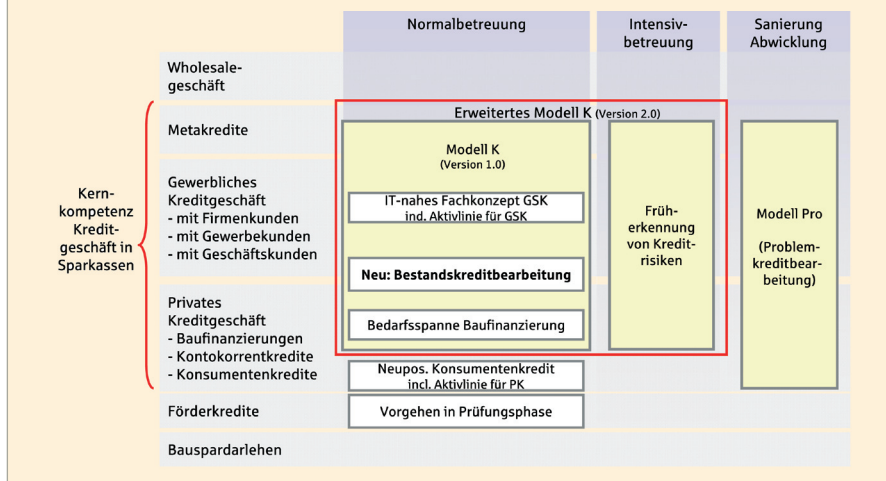 Normalbetreuung
Intensiv-
betreuung
Sanierung
Abwicklung
Wholesale-
geschäft
Erweitertes Modell K (Version 2.0)
Metakredite
Modell K
(Version 1.0)
Kern-
kompetenz
Kredit-
geschäft in
Sparkassen
Gewerbliches
Kreditgeschäft
- mit Firmenkunden
- mit Gewerbekunden
- mit Geschäftskunden
IT-nahes Fachkonzept GSK
ind. Aktivlinie für GSK
Früh-
erkennung
von Kredit-
risiken
Modell Pro
(Problem-
kreditbear-
beitung)
Neu: Bestandskreditbearbeitung
Privates
Kreditgeschäft
- Baufinanzierungen
- Kontokorrentkredite
- Konsumentenkredite
Bedarfsspanne Baufinanzierung
Neupos. Konsumentenkredit
incl. Aktivlinie für PK
Förderkredite
Vorgehen in Prüfungsphase
Bauspardarlehen